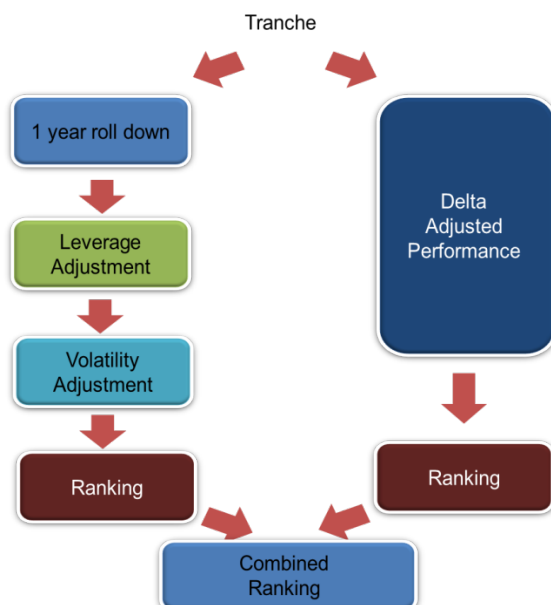 Tranche
1 year roll down
Leverage
Adjustment
Volatility
Adjustment
Ranking
Delta
Adjusted
Performance
Ranking
Combined
Ranking